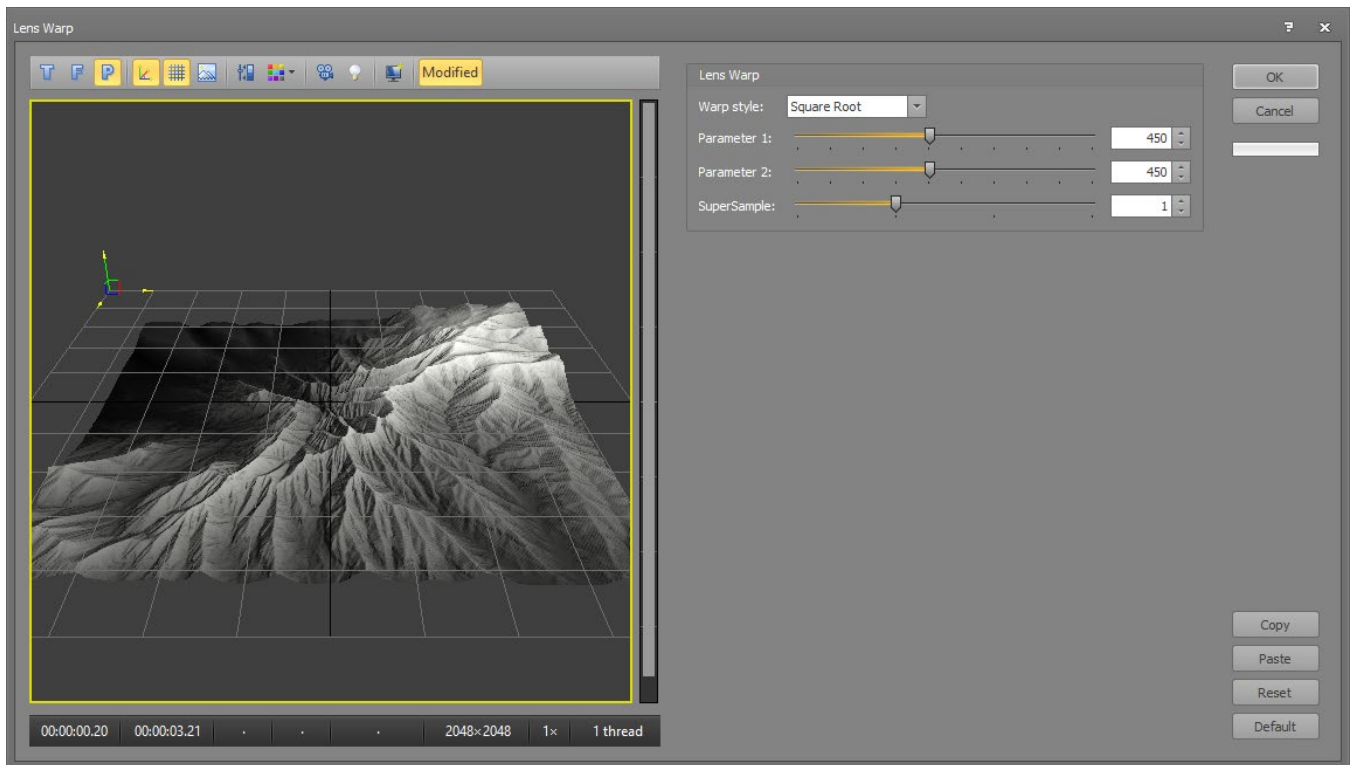 Lens Warp
? x
T F P Modified
Lens Warp
Warp style: Square Root
Parameter 1: 450
Parameter 2: 450
SuperSample: 1
OK
Cancel
Copy
Paste
Reset
Default
00:00:00.20 00:00:03.21 . . . 2048×2048 1× 1 thread